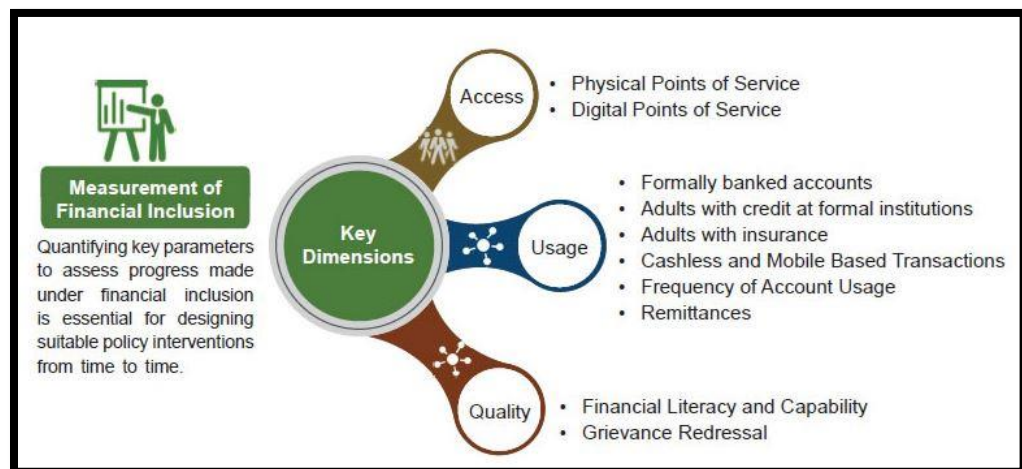 Measurement of
Financial Inclusion
Quantifying key parameters
to assess progress made
under financial inclusion
is essential for designing
suitable policy interventions
from time to time.
Key
Dimensions
Access
• Physical Points of Service
• Digital Points of Service
Usage
• Formally banked accounts
• Adults with credit at formal institutions
• Adults with insurance
• Cashless and Mobile Based Transactions
• Frequency of Account Usage
• Remittances
Quality
• Financial Literacy and Capability
• Grievance Redressal